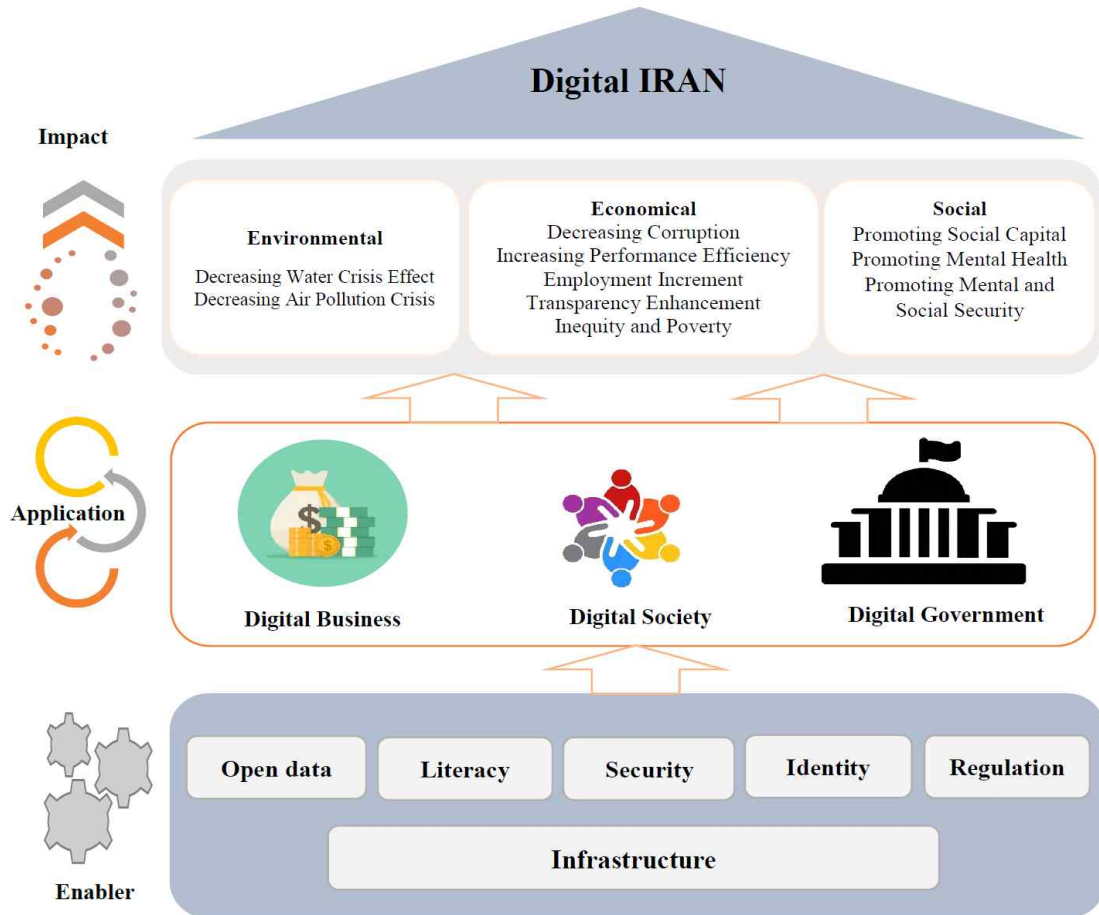 Digital IRAN
Impact
Environmental
Decreasing Water Crisis Effect
Decreasing Air Pollution Crisis
Economical
Decreasing Corruption
Increasing Performance Efficiency
Employment Increment
Transparency Enhancement
Inequity and Poverty
Social
Promoting Social Capital
Promoting Mental Health
Promoting Mental and
Social Security
Application
$
$
Digital Business
Digital Society
Digital Government
Enabler
Open data
Literacy
Security
Identity
Regulation
Infrastructure